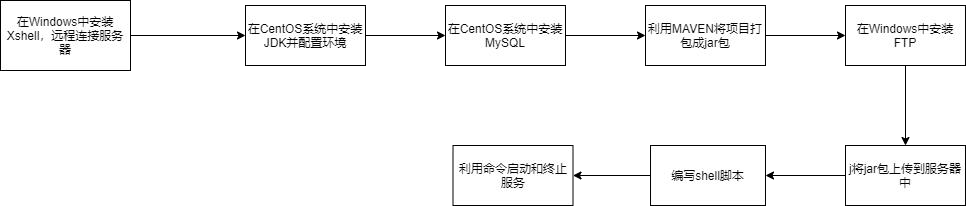 在Windows中安装
Xshell，远程连接服务
器
在CentOS系统中安装
JDK并配置环境
在CentOS系统中安装
MySQL
利用MAVEN将项目打
包成jar包
在Windows中安装
FTP
j将jar包上传到服务器
中
编写shell脚本
利用命令启动和终止
服务